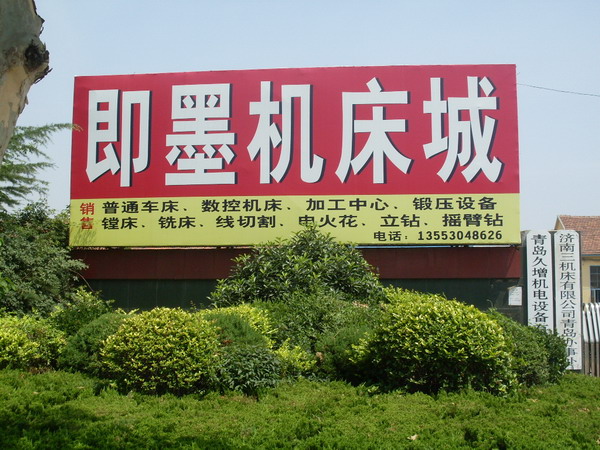 即墨机床城
销售
普通车床、数控机床、加工中心、锻压设备
镗床、铣床、线切割、电火花、立钻、摇臂钻
电话：13553048626
青岛久增机电设备
济南三机床有限公司青岛办事处